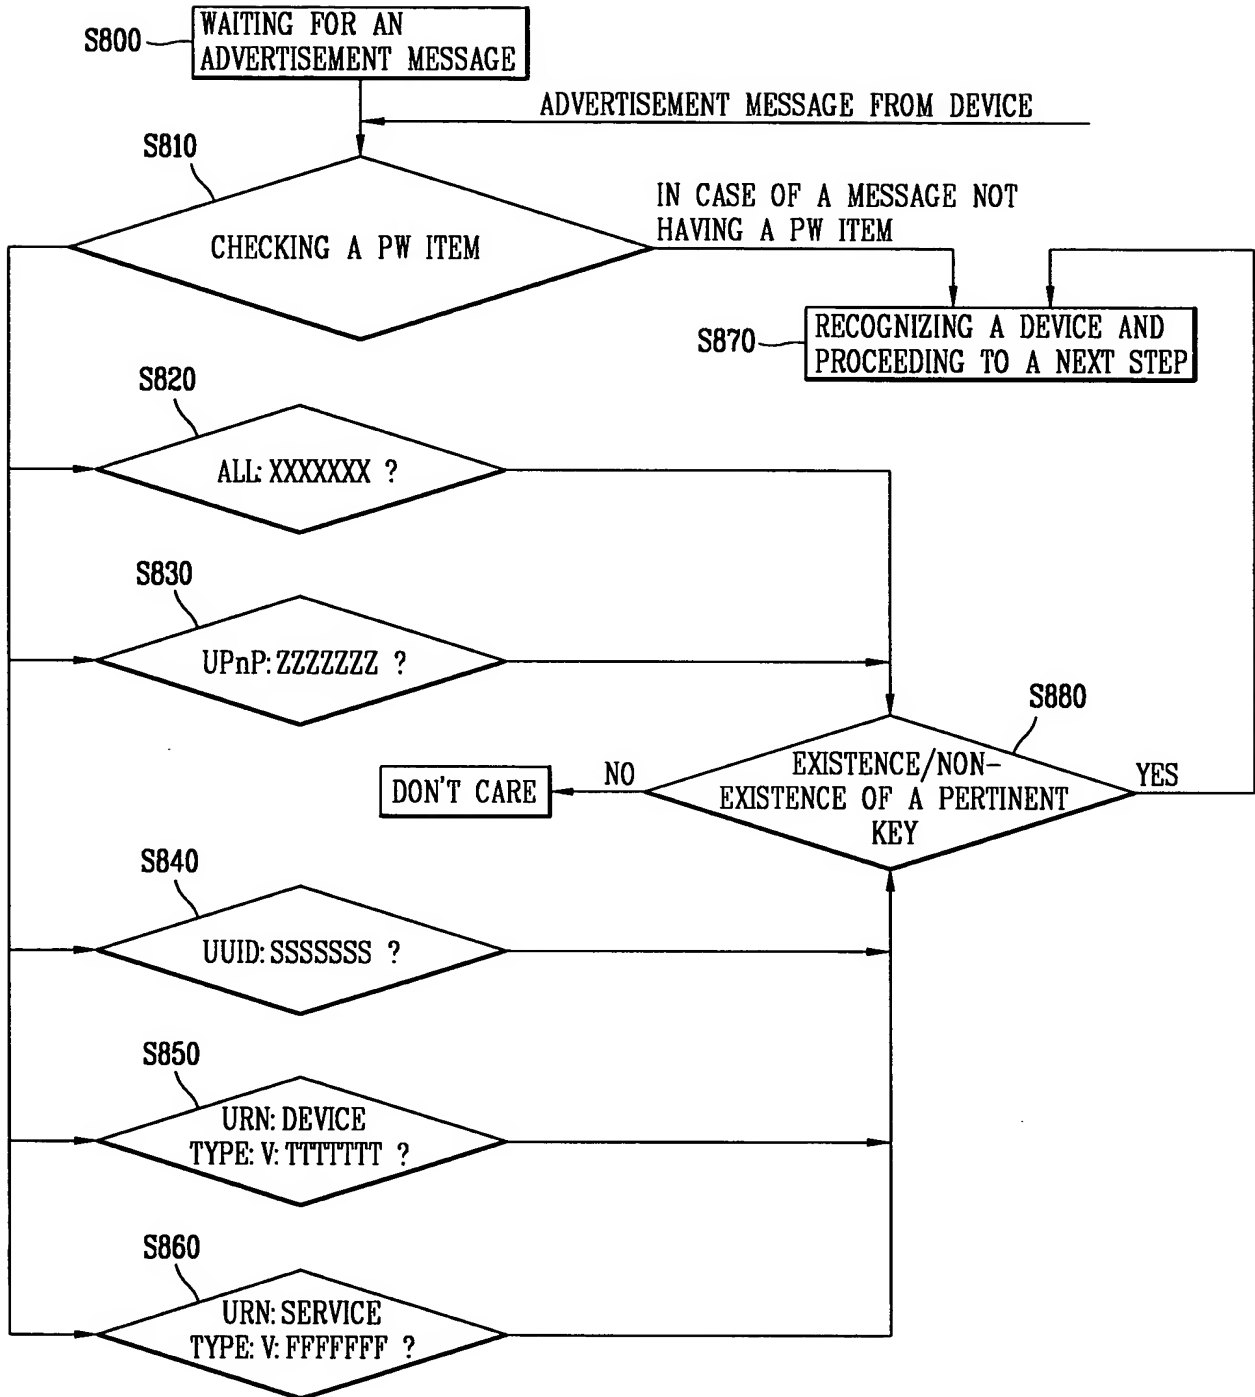 S800
WAITING FOR AN
ADVERTISEMENT MESSAGE
ADVERTISEMENT MESSAGE FROM DEVICE
S810
CHECKING A PW ITEM
IN CASE OF A MESSAGE NOT
HAVING A PW ITEM
S870
RECOGNIZING A DEVICE AND
PROCEEDING TO A NEXT STEP
S820
ALL: XXXXXXX ?
S830
UPnP: ZZZZZZZ ?
S880
EXISTENCE/NON-
EXISTENCE OF A PERTINENT
KEY
NO
YES
DON'T CARE
S840
UUID: SSSSSSS ?
S850
URN: DEVICE
TYPE: V: TTTTTTT ?
S860
URN: SERVICE
TYPE: V: FFFFFFF ?